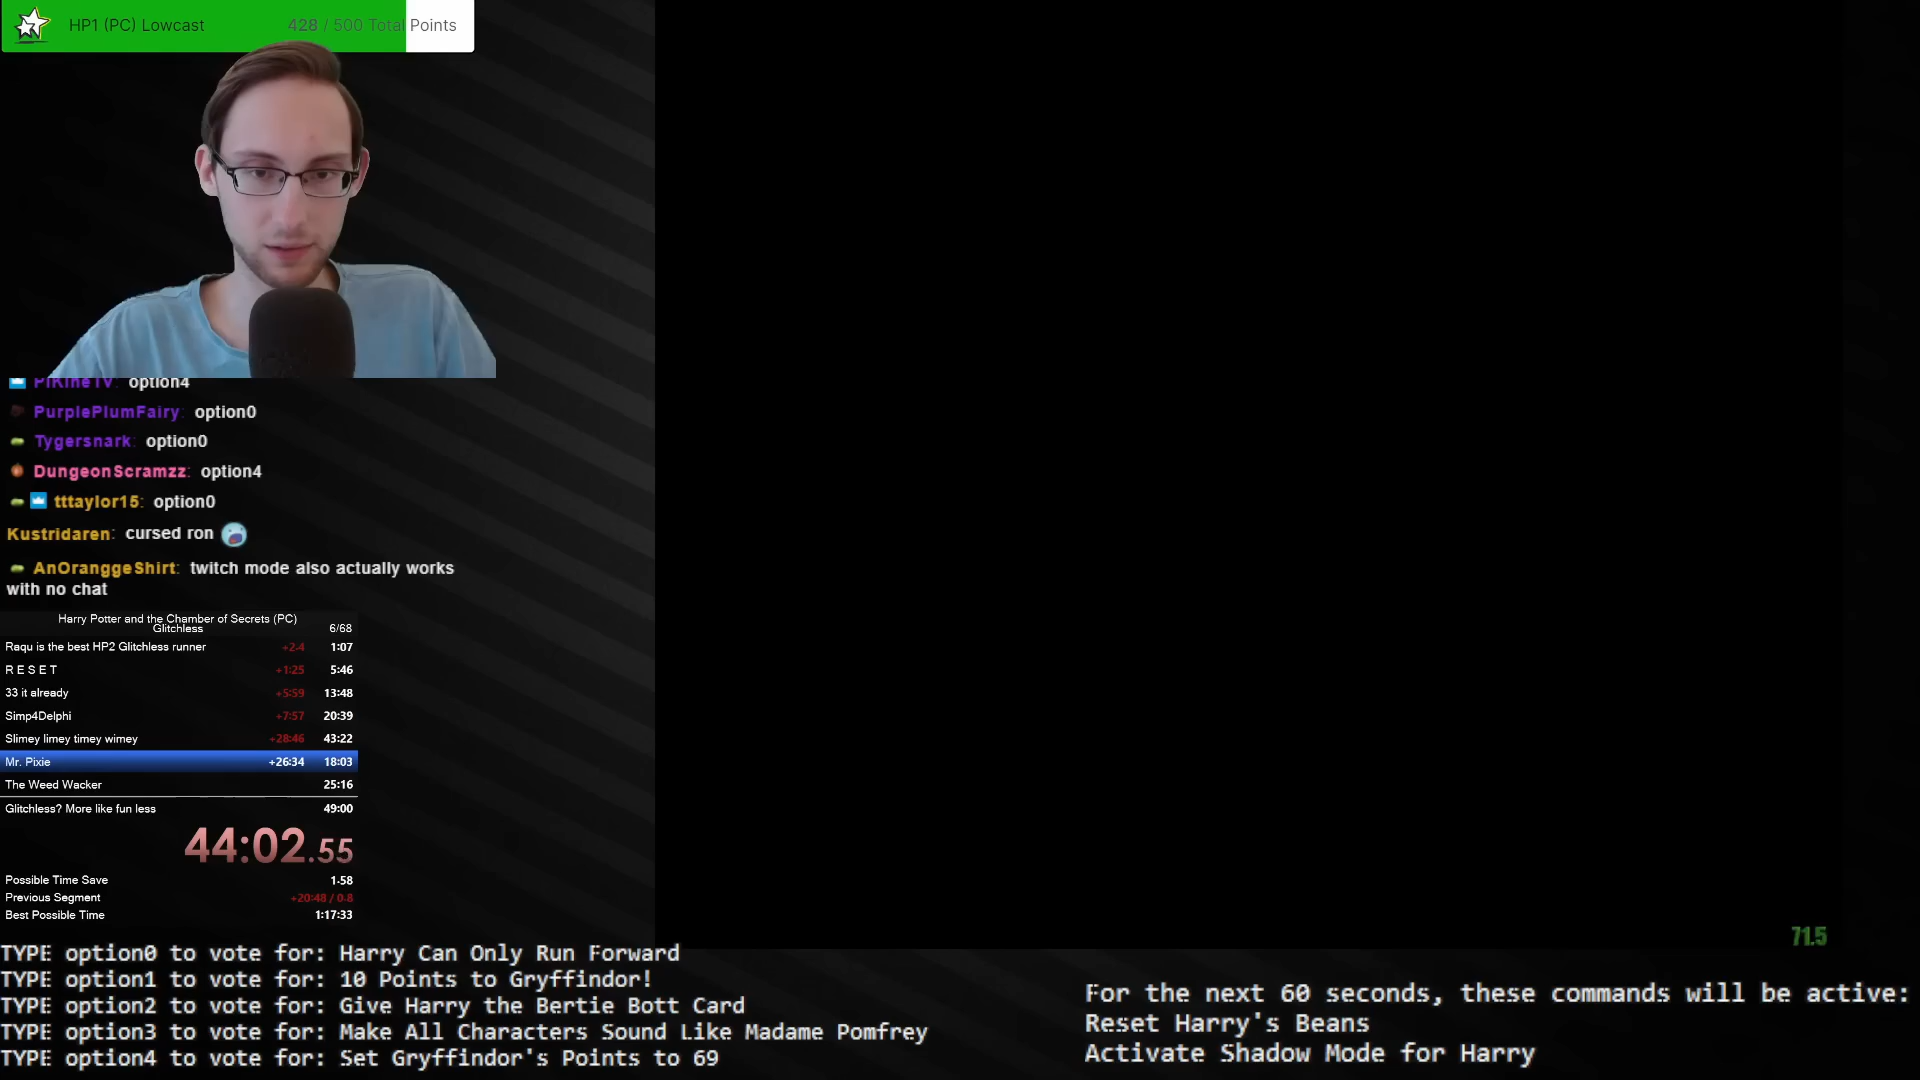 HP1 (PC) Lowcast 428 / 500 Total Points
PiKineTV: option4
PurplePlumFairy: option0
Tygersnark: option0
DungeonScramzz: option4
tttaylor15: option0
Kustridaren: cursed ron
AnOranggeShirt: twitch mode also actually works
with no chat
Harry Potter and the Chamber of Secrets (PC)
Glitchless 6/68
Raqu is the best HP2 Glitchless runner +2.4 1:07
R E S E T +1:25 5:46
33 it already +5:59 13:48
Simp4Delphi +7:57 20:39
Slimey limey timey wimey +28:46 43:22
Mr. Pixie +26:34 18:03
The Weed Wacker 25:16
Glitchless? More like fun less 49:00
44:02.55
Possible Time Save 1.58
Previous Segment +20:48 / 0.8
Best Possible Time 1:17:33
71.5
TYPE option0 to vote for: Harry Can Only Run Forward
TYPE option1 to vote for: 10 Points to Gryffindor!
TYPE option2 to vote for: Give Harry the Bertie Bott Card
TYPE option3 to vote for: Make All Characters Sound Like Madame Pomfrey
TYPE option4 to vote for: Set Gryffindor's Points to 69
For the next 60 seconds, these commands will be active:
Reset Harry's Beans
Activate Shadow Mode for Harry